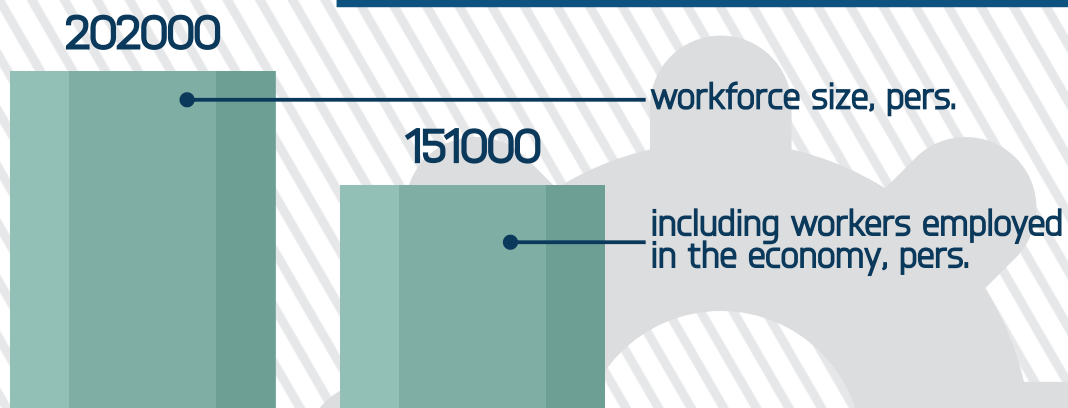 202000
workforce size, pers.
151000
including workers employed
in the economy, pers.